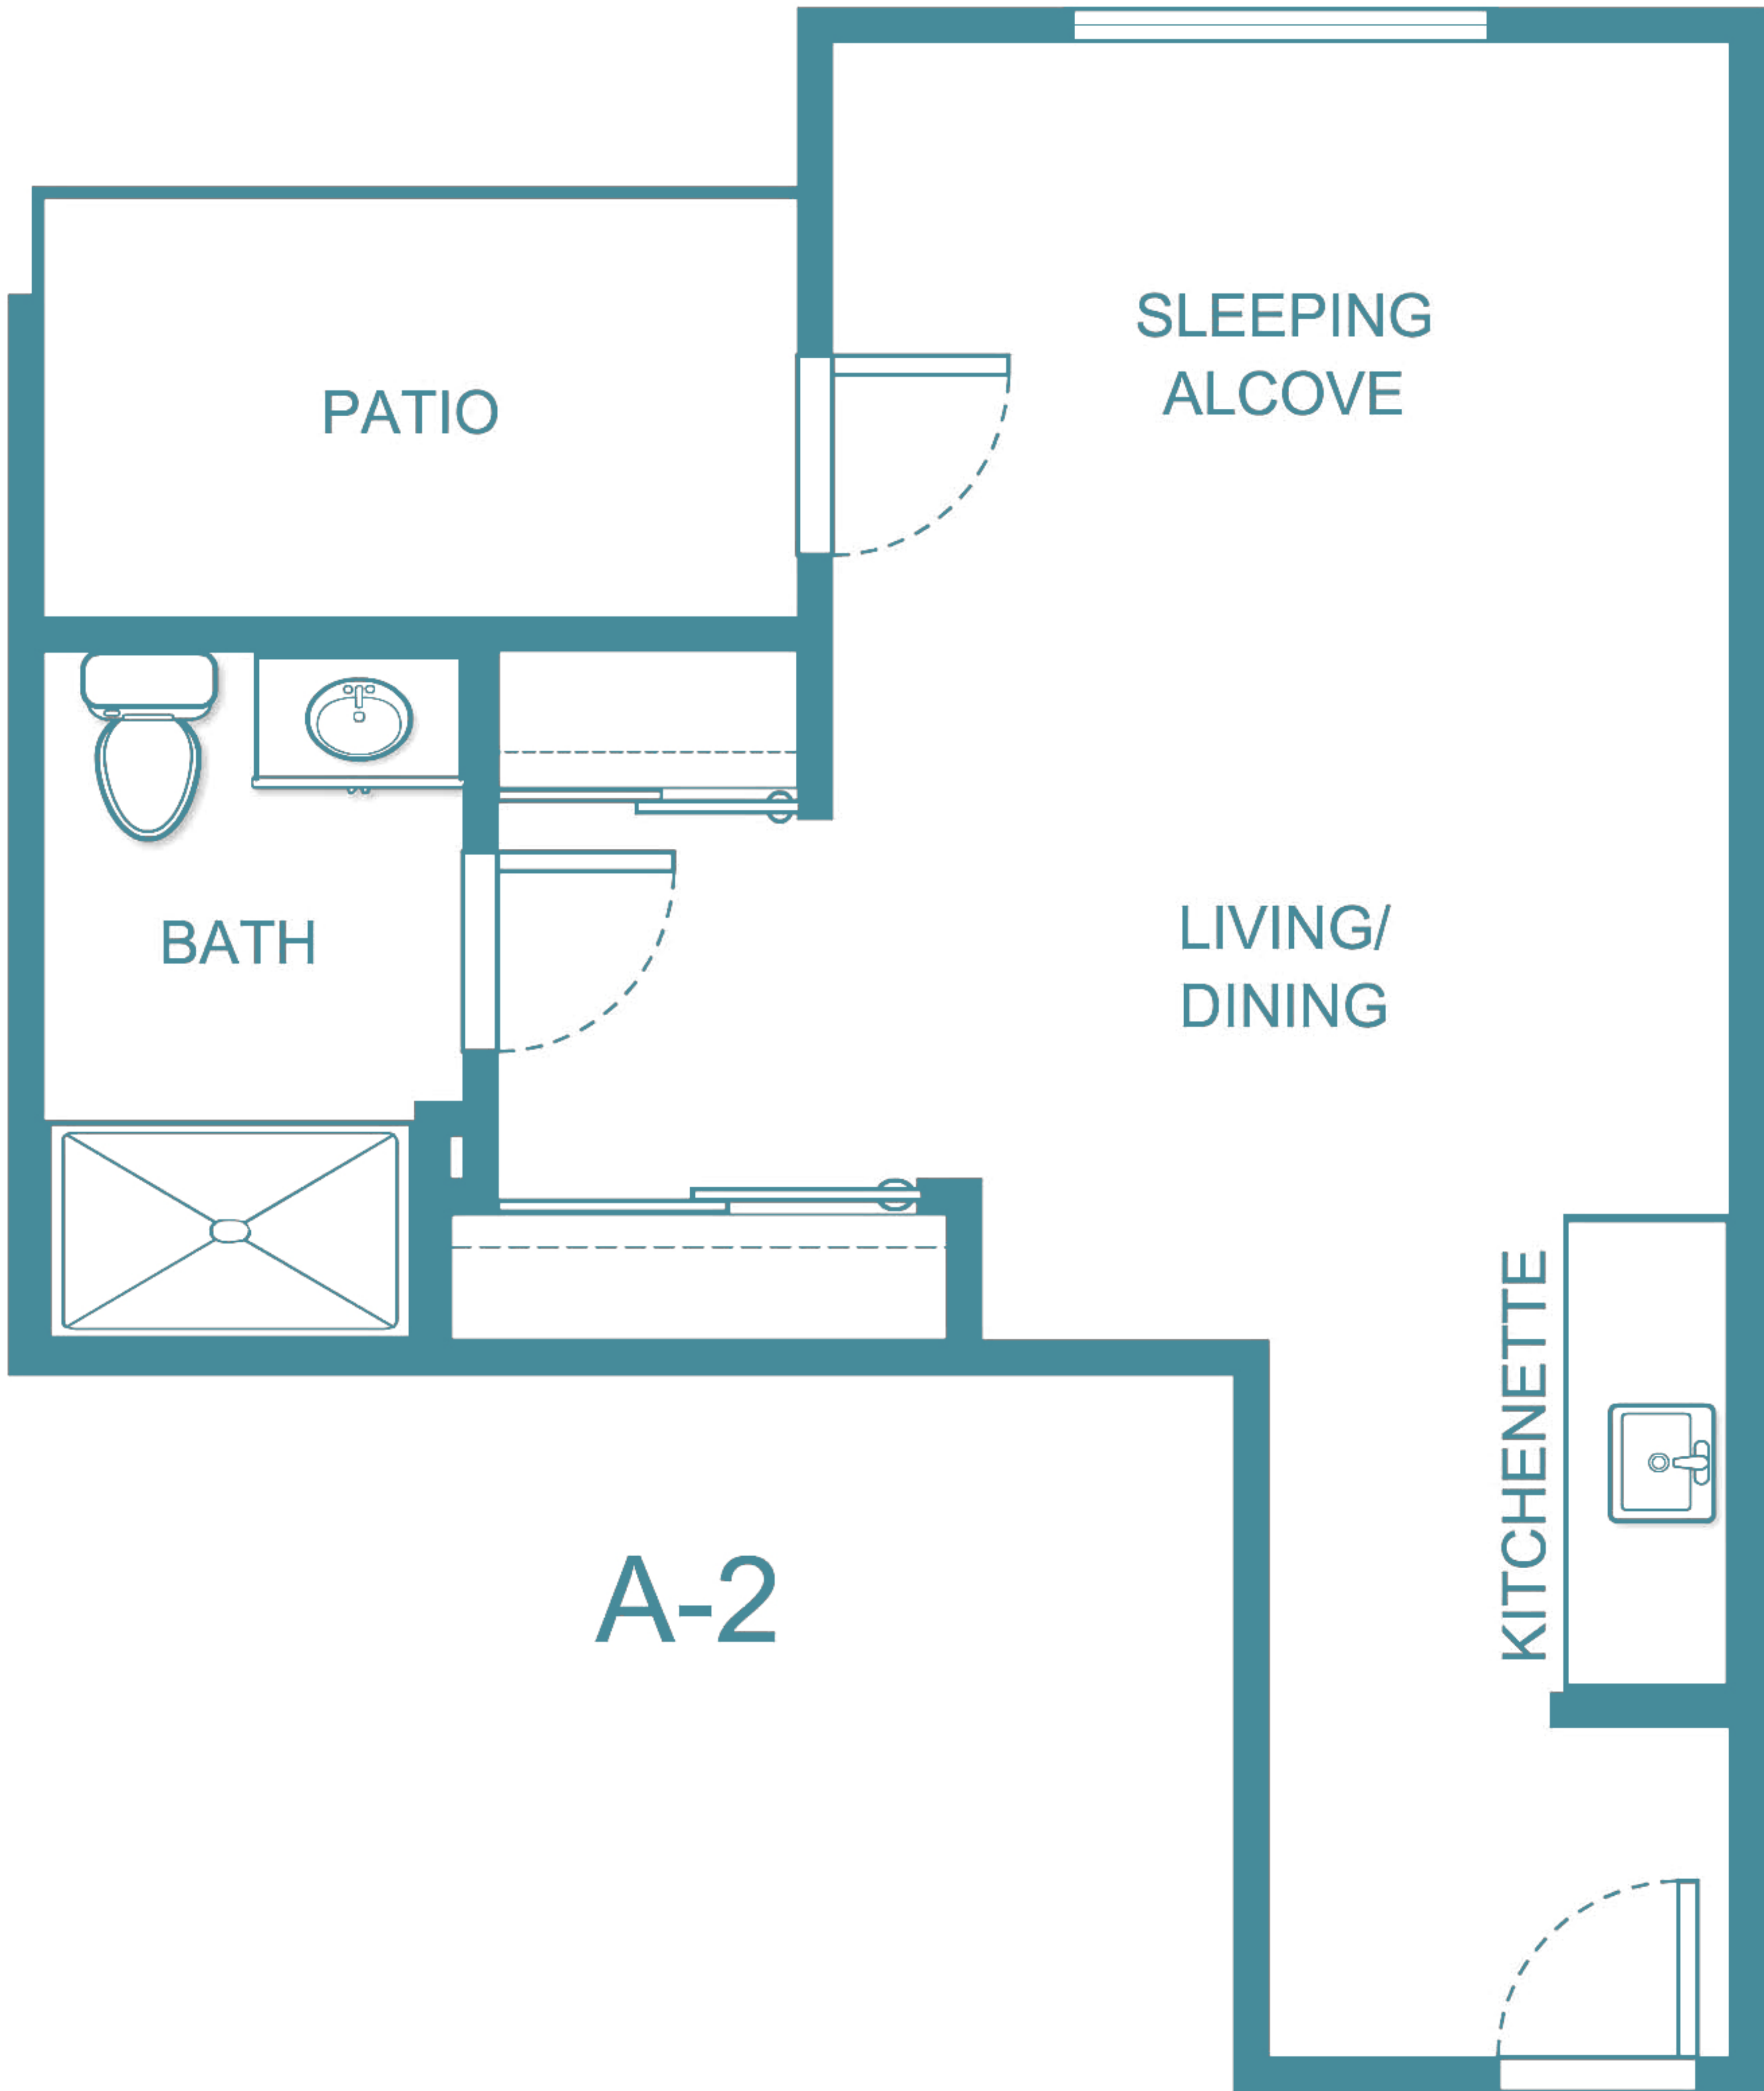 SLEEPING
ALCOVE
PATIO
BATH
LIVING/
DINING
KITCHENETTE
A-2